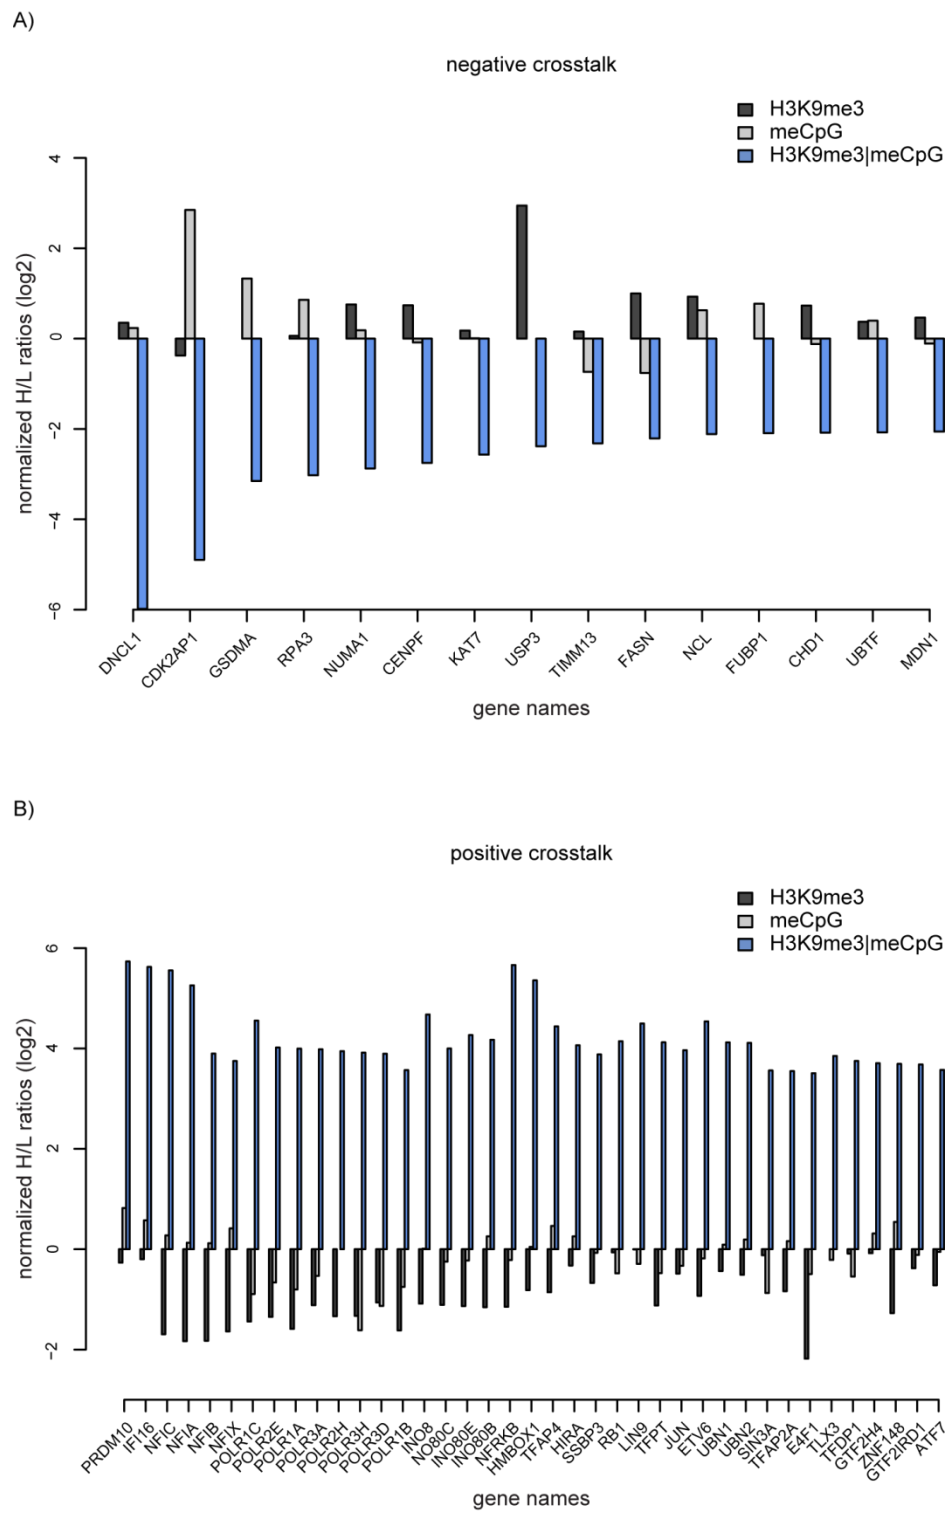 A)
negative crosstalk
H3K9me3
meCpG
H3K9me3|meCpG
normalized H/L ratios (log2)
4
2
0
−2
−4
−6
DNCL1
CDK2AP1
GSDMA
RPA3
NUMA1
CENPF
KAT7
USP3
TIMM13
FASN
NCL
FUBP1
CHD1
UBTF
MDN1
gene names
B)
positive crosstalk
H3K9me3
meCpG
H3K9me3|meCpG
normalized H/L ratios (log2)
6
4
2
0
−2
PRDM10
IFI16
NFIC
NFIA
NFIB
NFIX
POLR1C
POLR2E
POLR1A
POLR3A
POLR2H
POLR3H
POLR3D
POLR1B
INO8
NO80C
INO80E
INO80B
NFRKB
HMBOX1
TFAP4
HIRA
SSBP3
RB1
LIN9
TFPT
JUN
ETV6
UBN1
UBN2
SIN3A
TFAP2A
E4F1
TLX3
TFDP1
GTF2H4
ZNF148
GTF2IRD1
ATF7
gene names